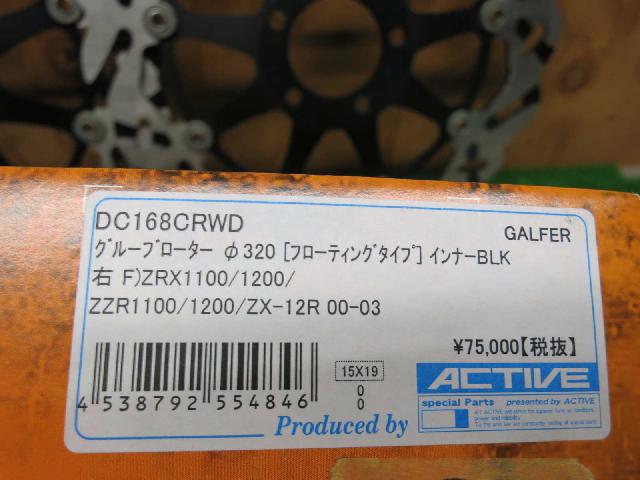 DC168CRWD
GALFER
グルーブローター φ320 [フローティングタイプ] インナーBLK
右 F)ZRX1100/1200/
ZZR1100/1200/ZX-12R 00-03
¥75,000【税抜】
4 538792 554846
15X19
0
0
ACTIVE
special Parts presented by ACTIVE
Produced by